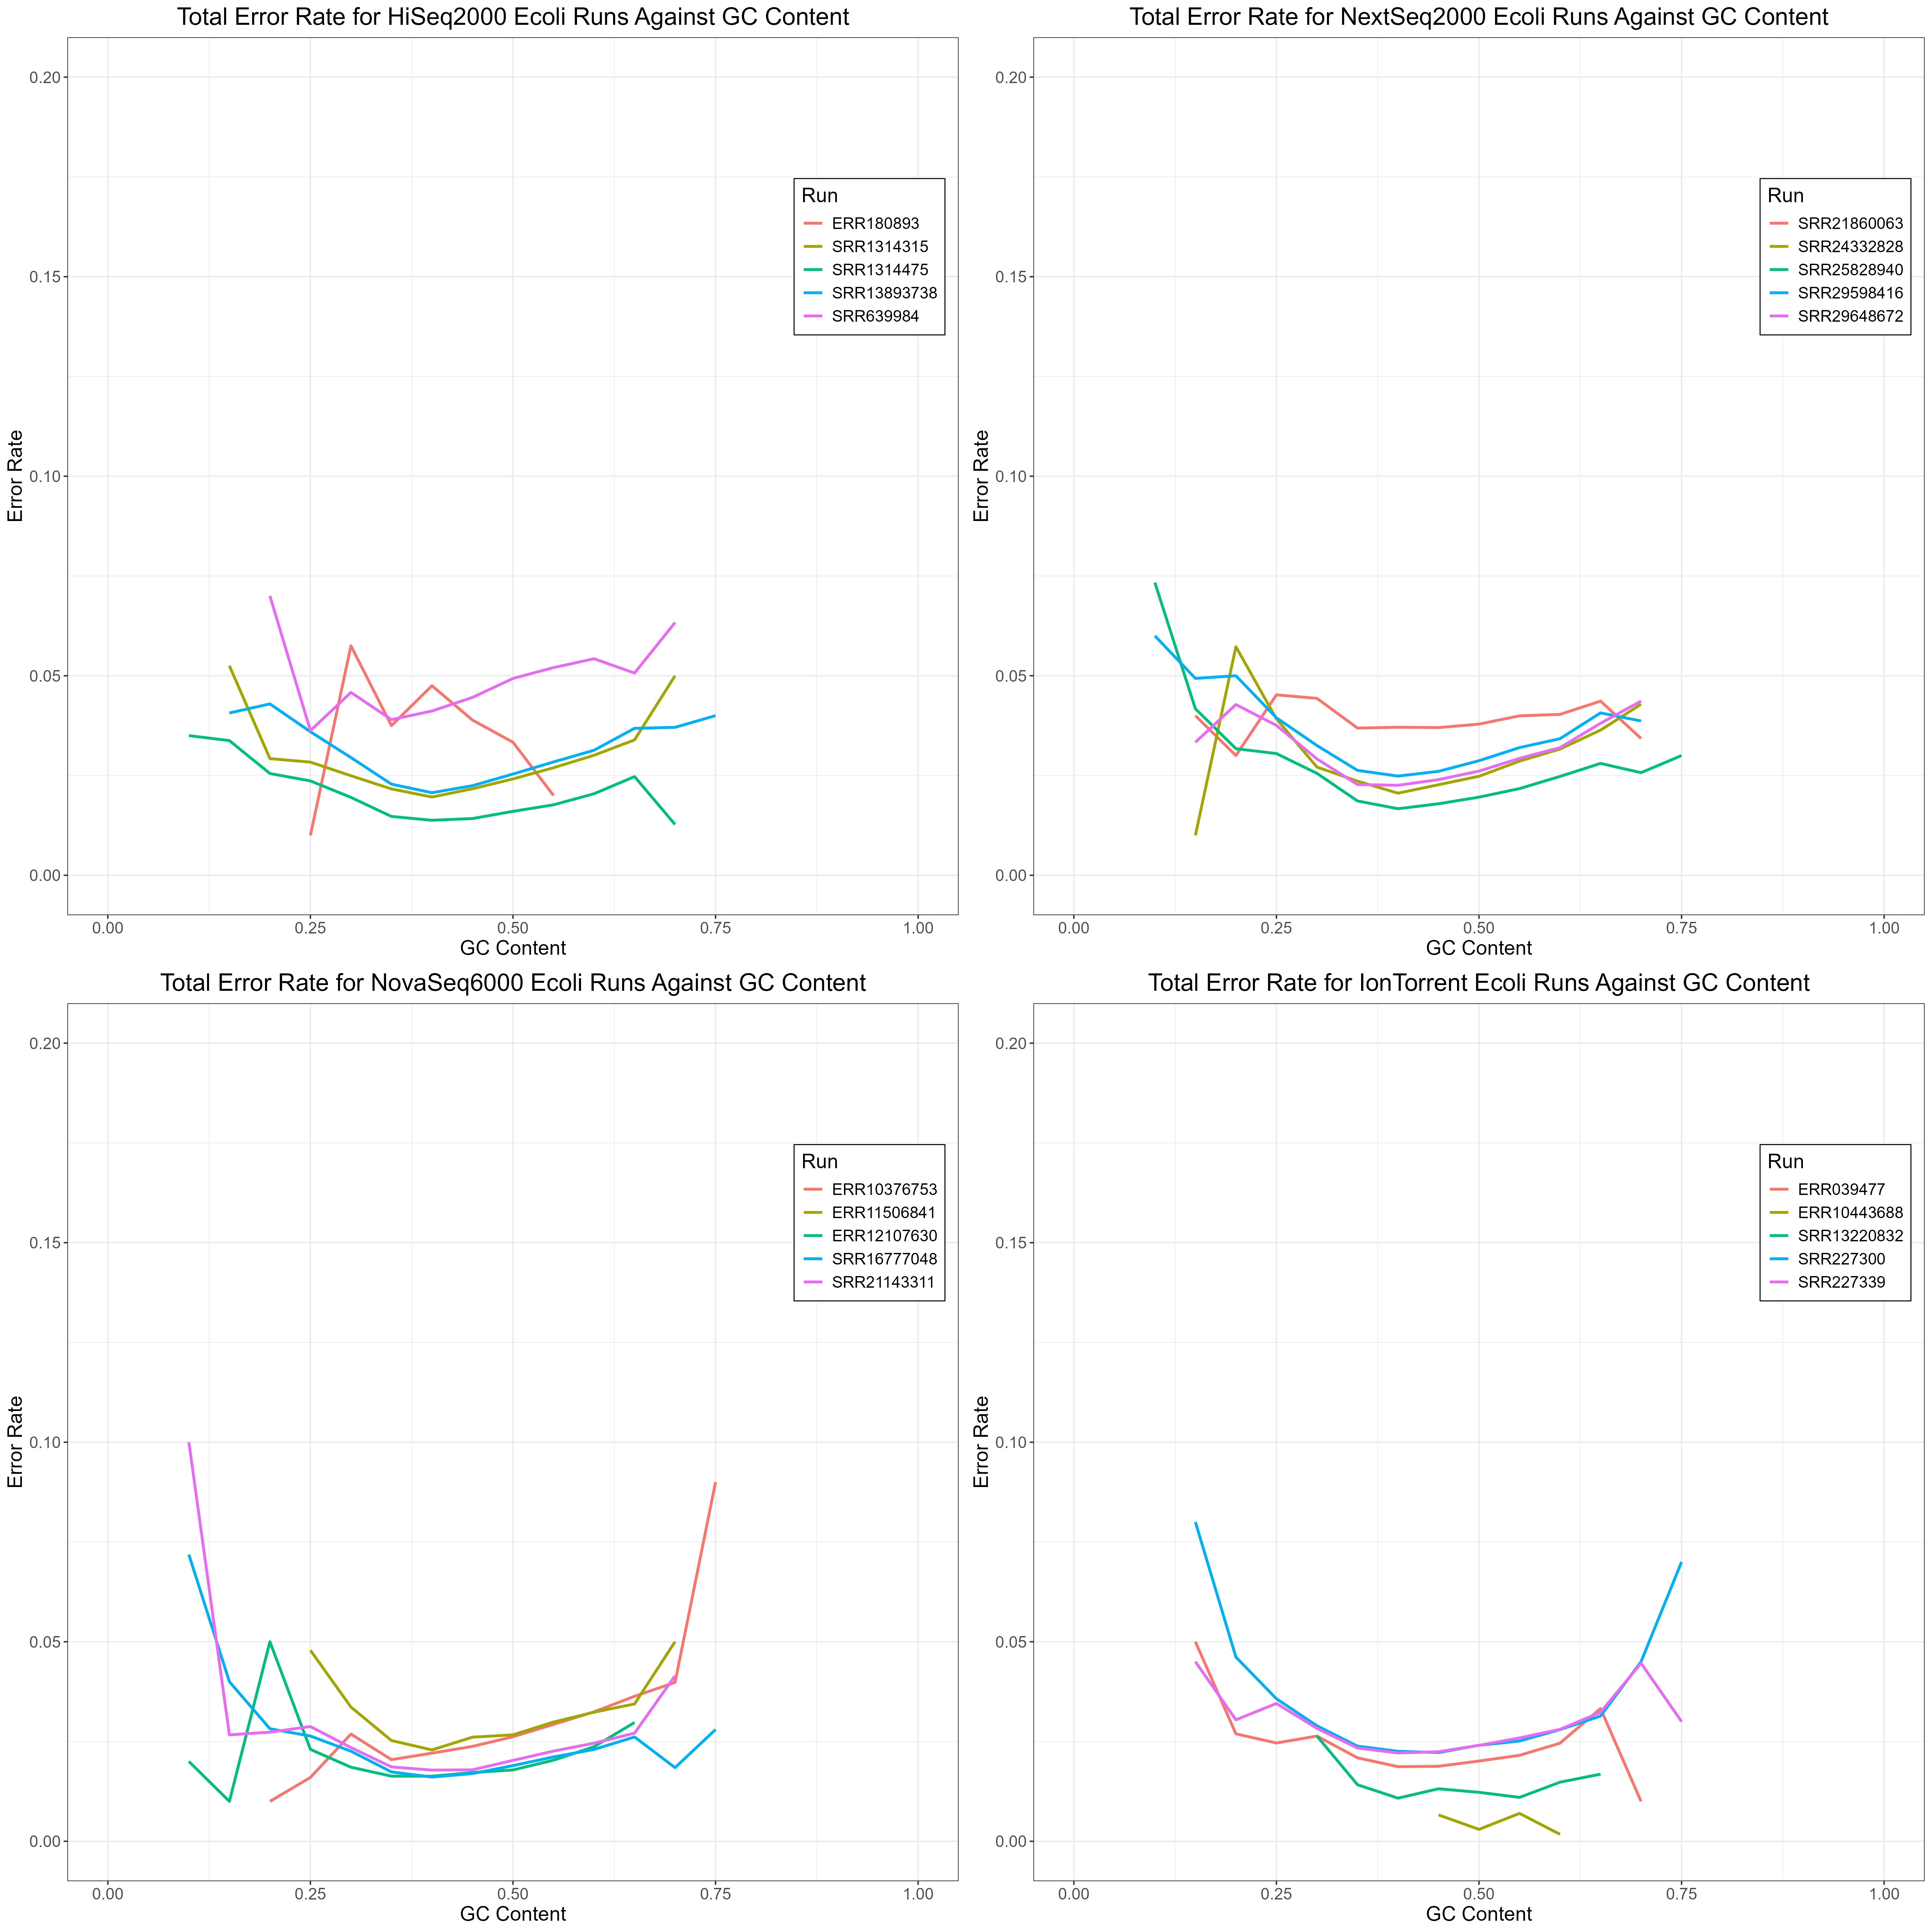 Total Error Rate for HiSeq2000 Ecoli Runs Against GC Content
0.20
0.15
0.10
0.05
0.00
Error Rate
Run
ERR180893
SRR1314315
SRR1314475
SRR13893738
SRR639984
0.00 0.25 0.50 0.75 1.00
GC Content
Total Error Rate for NextSeq2000 Ecoli Runs Against GC Content
0.20
0.15
0.10
0.05
0.00
Error Rate
Run
SRR21860063
SRR24332828
SRR25828940
SRR29598416
SRR29648672
0.00 0.25 0.50 0.75 1.00
GC Content
Total Error Rate for NovaSeq6000 Ecoli Runs Against GC Content
0.20
0.15
0.10
0.05
0.00
Error Rate
Run
ERR10376753
ERR11506841
ERR12107630
SRR16777048
SRR21143311
0.00 0.25 0.50 0.75 1.00
GC Content
Total Error Rate for IonTorrent Ecoli Runs Against GC Content
0.20
0.15
0.10
0.05
0.00
Error Rate
Run
ERR039477
ERR10443688
SRR13220832
SRR227300
SRR227339
0.00 0.25 0.50 0.75 1.00
GC Content